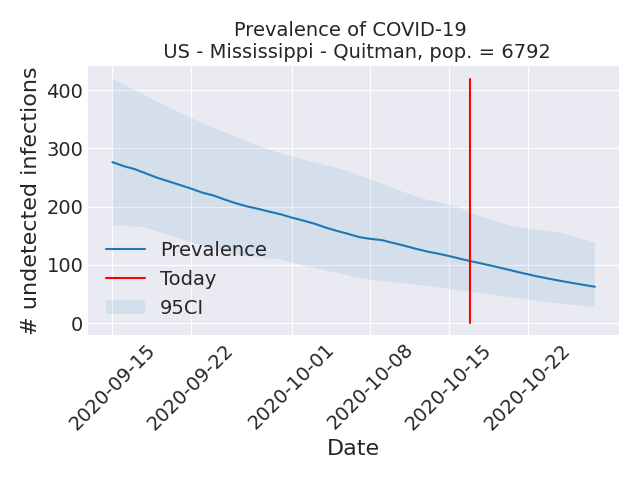 Prevalence of COVID-19
US - Mississippi - Quitman, pop. = 6792
# undetected infections
400
300
200
100
0
Prevalence
Today
95CI
2020-09-15
2020-09-22
2020-10-01
2020-10-08
2020-10-15
2020-10-22
Date